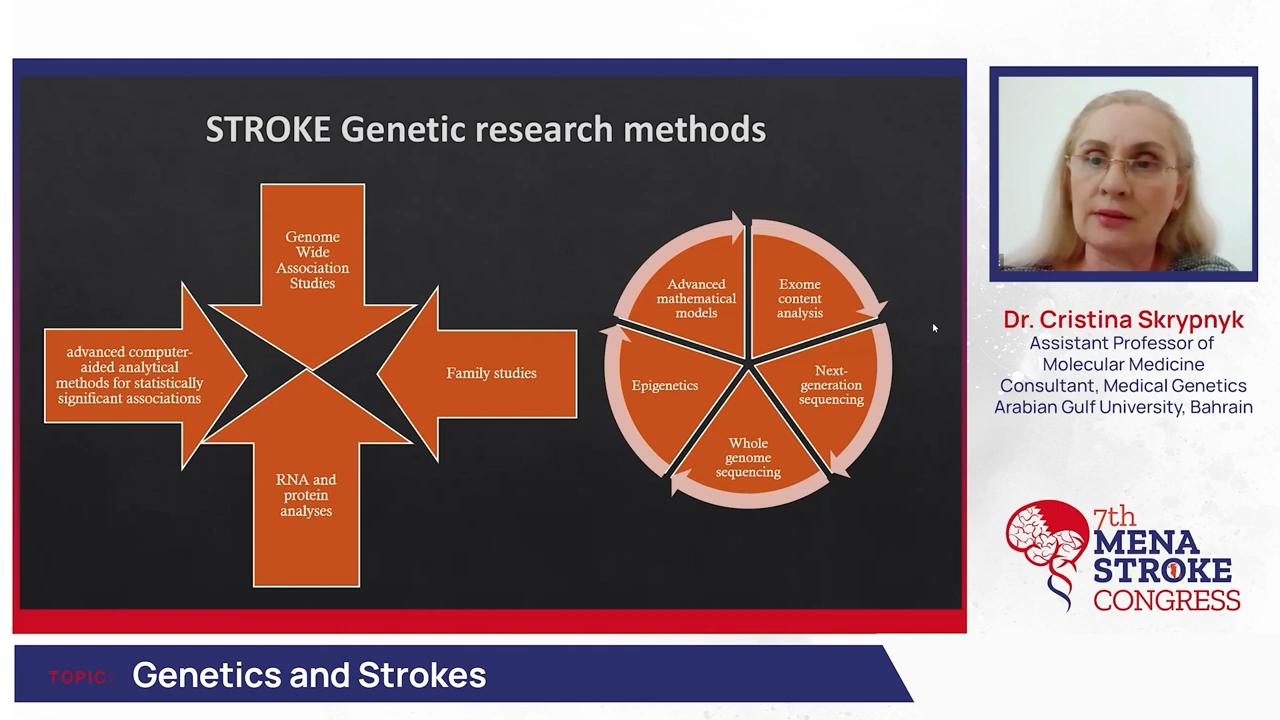 STROKE Genetic research methods
Genome
Wide
Association
Studies
advanced computer-
aided analytical
methods for statistically
significant associations
Family studies
RNA and
protein
analyses
Advanced
mathematical
models
Exome
content
analysis
Epigenetics
Next-
generation
sequencing
Whole
genome
sequencing
Dr. Cristina Skrypnyk
Assistant Professor of
Molecular Medicine
Consultant, Medical Genetics
Arabian Gulf University, Bahrain
7th
MENA
STROKE
CONGRESS
TOPIC: Genetics and Strokes